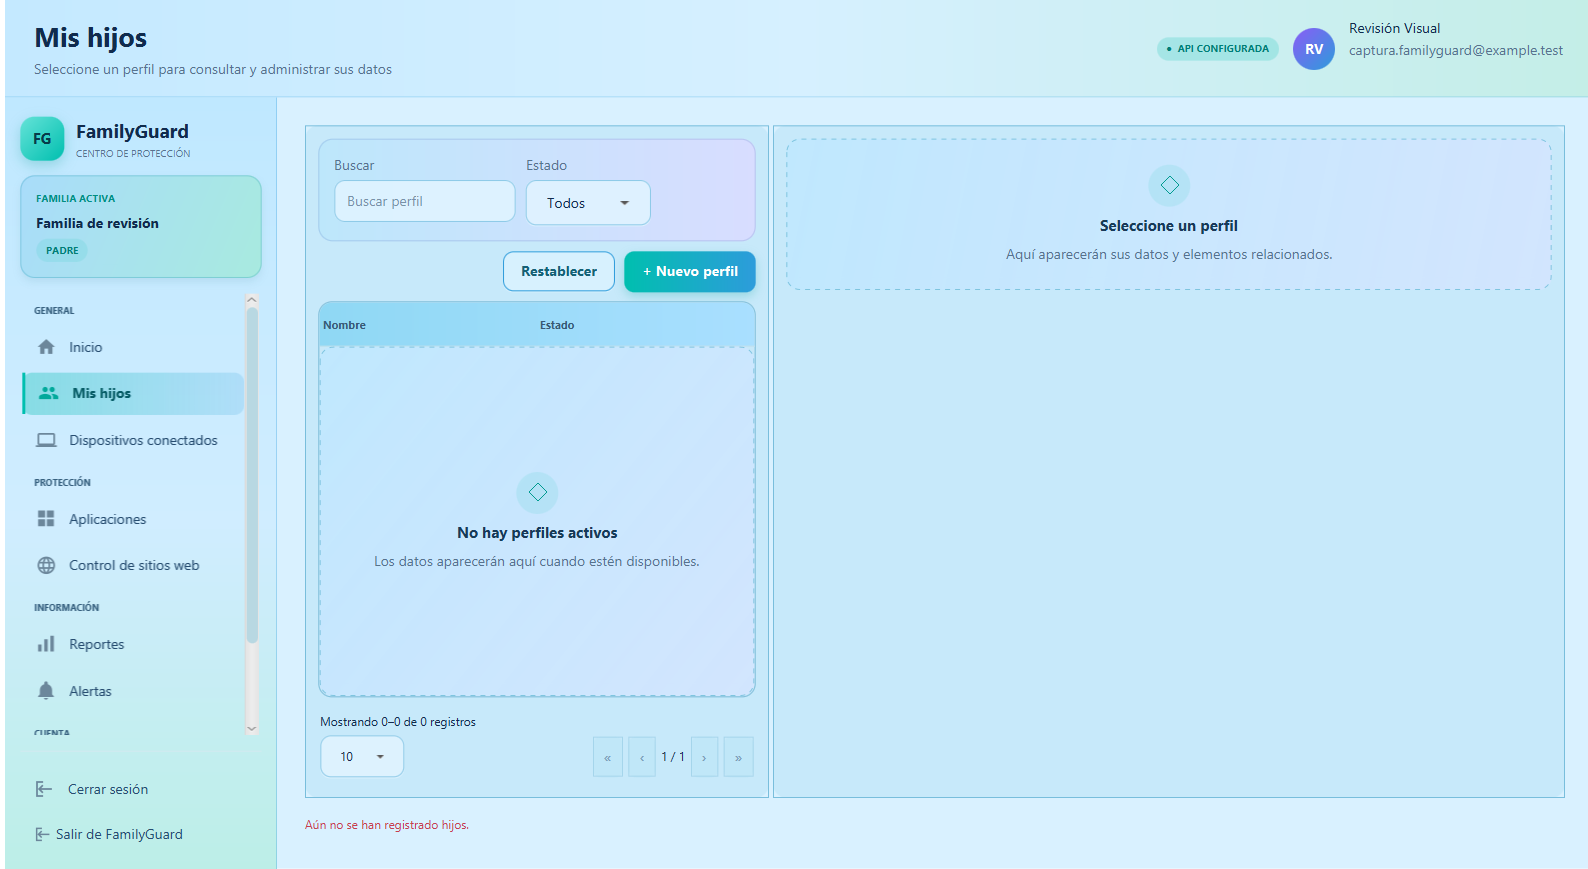 Mis hijos
Seleccione un perfil para consultar y administrar sus datos
• API CONFIGURADA
RV
Revisión Visual
captura.familyguard@example.test
FG
FamilyGuard
CENTRO DE PROTECCIÓN
FAMILIA ACTIVA
Familia de revisión
PADRE
GENERAL
Inicio
Mis hijos
Dispositivos conectados
PROTECCIÓN
Aplicaciones
Control de sitios web
INFORMACIÓN
Reportes
Alertas
CUENTA
Cerrar sesión
Salir de FamilyGuard
Buscar
Estado
Buscar perfil
Todos
Restablecer
+ Nuevo perfil
Nombre
Estado
No hay perfiles activos
Los datos aparecerán aquí cuando estén disponibles.
Mostrando 0–0 de 0 registros
10
« ‹ 1 / 1 › »
Aún no se han registrado hijos.
Seleccione un perfil
Aquí aparecerán sus datos y elementos relacionados.